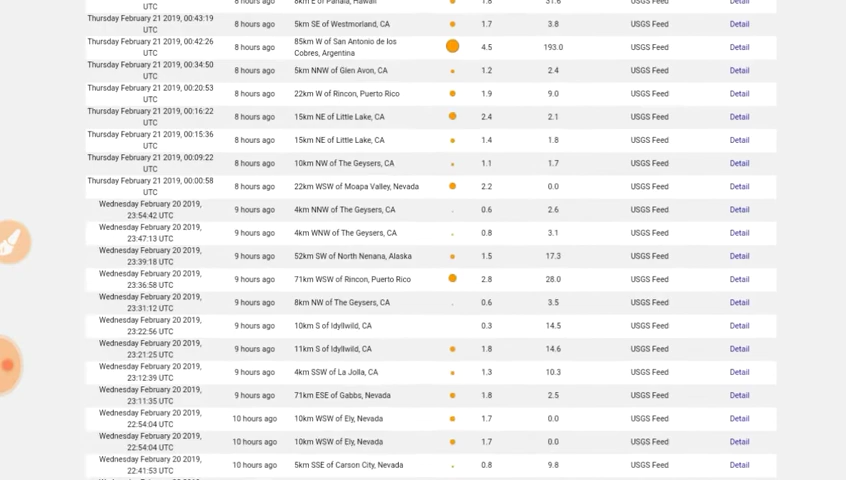 UTC 8 hours ago 8km E of Pahala, Hawaii 1.8 31.6 USGS Feed Detail
Thursday February 21 2019, 00:43:19
UTC 8 hours ago 5km SE of Westmorland, CA 1.7 3.8 USGS Feed Detail
Thursday February 21 2019, 00:42:26
UTC 8 hours ago 85km W of San Antonio de los
Cobres, Argentina 4.5 193.0 USGS Feed Detail
Thursday February 21 2019, 00:34:50
UTC 8 hours ago 5km NNW of Glen Avon, CA 1.2 2.4 USGS Feed Detail
Thursday February 21 2019, 00:20:53
UTC 8 hours ago 22km W of Rincon, Puerto Rico 1.9 9.0 USGS Feed Detail
Thursday February 21 2019, 00:16:22
UTC 8 hours ago 15km NE of Little Lake, CA 2.4 2.1 USGS Feed Detail
Thursday February 21 2019, 00:15:36
UTC 8 hours ago 15km NE of Little Lake, CA 1.4 1.8 USGS Feed Detail
Thursday February 21 2019, 00:09:22
UTC 8 hours ago 10km NW of The Geysers, CA 1.1 1.7 USGS Feed Detail
Thursday February 21 2019, 00:00:58
UTC 8 hours ago 22km WSW of Moapa Valley, Nevada 2.2 0.0 USGS Feed Detail
Wednesday February 20 2019,
23:54:42 UTC 9 hours ago 4km NNW of The Geysers, CA 0.6 2.6 USGS Feed Detail
Wednesday February 20 2019,
23:47:13 UTC 9 hours ago 4km WNW of The Geysers, CA 0.8 3.1 USGS Feed Detail
Wednesday February 20 2019,
23:39:18 UTC 9 hours ago 52km SW of North Nenana, Alaska 1.5 17.3 USGS Feed Detail
Wednesday February 20 2019,
23:36:58 UTC 9 hours ago 71km WSW of Rincon, Puerto Rico 2.8 28.0 USGS Feed Detail
Wednesday February 20 2019,
23:31:12 UTC 9 hours ago 8km NW of The Geysers, CA 0.6 3.5 USGS Feed Detail
Wednesday February 20 2019,
23:22:56 UTC 9 hours ago 10km S of Idyllwild, CA 0.3 14.5 USGS Feed Detail
Wednesday February 20 2019,
23:21:25 UTC 9 hours ago 11km S of Idyllwild, CA 1.8 14.6 USGS Feed Detail
Wednesday February 20 2019,
23:12:39 UTC 9 hours ago 4km SSW of La Jolla, CA 1.3 10.3 USGS Feed Detail
Wednesday February 20 2019,
23:11:35 UTC 9 hours ago 71km ESE of Gabbs, Nevada 1.8 2.5 USGS Feed Detail
Wednesday February 20 2019,
22:54:04 UTC 10 hours ago 10km WSW of Ely, Nevada 1.7 0.0 USGS Feed Detail
Wednesday February 20 2019,
22:54:04 UTC 10 hours ago 10km WSW of Ely, Nevada 1.7 0.0 USGS Feed Detail
Wednesday February 20 2019,
22:41:53 UTC 10 hours ago 5km SSE of Carson City, Nevada 0.8 9.8 USGS Feed Detail